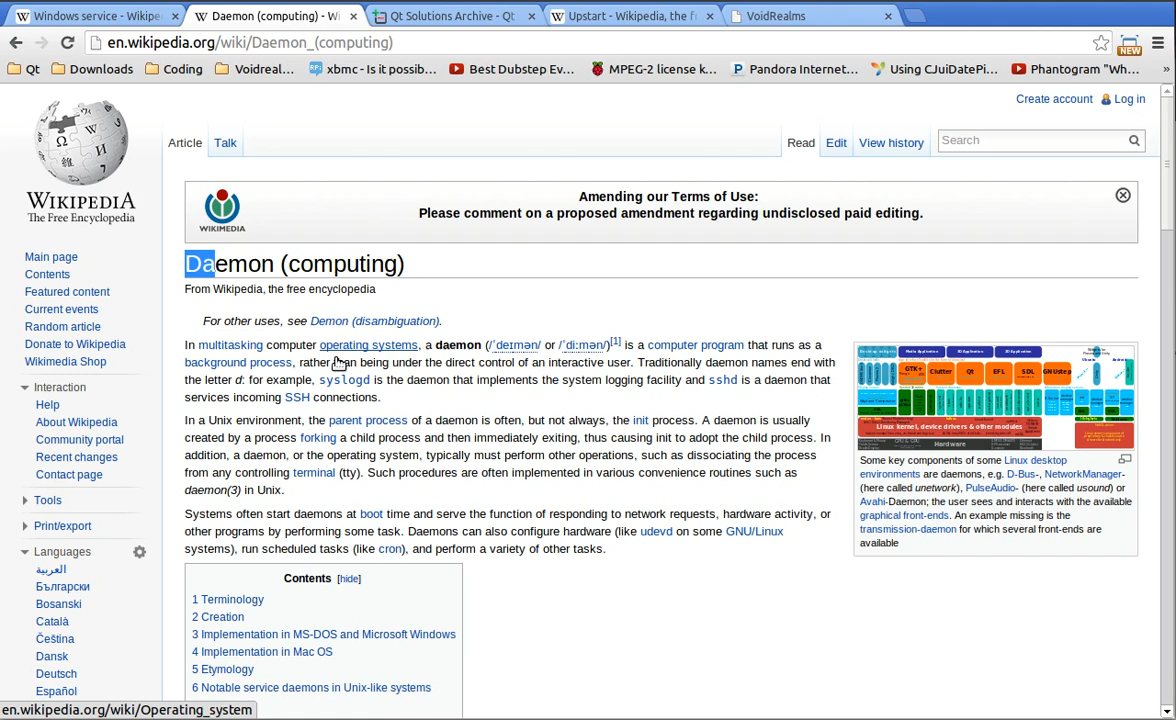 Windows service - Wikipe
Daemon (computing) - Wi
Qt Solutions Archive - Qt
Upstart - Wikipedia, the f
VoidRealms
en.wikipedia.org/wiki/Daemon_(computing)
NEW
Qt
Downloads
Coding
Voidreal...
xbmc - Is it possib...
Best Dubstep Ev...
MPEG-2 license k...
Pandora Internet...
Using CJuiDatePi...
Phantogram "Wh...
Create account
Log in
Article
Talk
Read
Edit
View history
Search
WIKIPEDIA
The Free Encyclopedia
WIKIMEDIA
Amending our Terms of Use:
Please comment on a proposed amendment regarding undisclosed paid editing.
Main page
Contents
Featured content
Current events
Random article
Donate to Wikipedia
Wikimedia Shop
Interaction
Help
About Wikipedia
Community portal
Recent changes
Contact page
Tools
Print/export
Languages
العربية
Български
Bosanski
Català
Čeština
Dansk
Deutsch
Español
Daemon (computing)
From Wikipedia, the free encyclopedia
For other uses, see Demon (disambiguation).
In multitasking computer operating systems, a daemon (/ˈdeɪmən/ or /ˈdiːmən/)[1] is a computer program that runs as a
background process, rather than being under the direct control of an interactive user. Traditionally daemon names end with
the letter d: for example, syslogd is the daemon that implements the system logging facility and sshd is a daemon that
services incoming SSH connections.
In a Unix environment, the parent process of a daemon is often, but not always, the init process. A daemon is usually
created by a process forking a child process and then immediately exiting, thus causing init to adopt the child process. In
addition, a daemon, or the operating system, typically must perform other operations, such as dissociating the process
from any controlling terminal (tty). Such procedures are often implemented in various convenience routines such as
daemon(3) in Unix.
Systems often start daemons at boot time and serve the function of responding to network requests, hardware activity, or
other programs by performing some task. Daemons can also configure hardware (like udevd on some GNU/Linux
systems), run scheduled tasks (like cron), and perform a variety of other tasks.
Contents [hide]
1 Terminology
2 Creation
3 Implementation in MS-DOS and Microsoft Windows
4 Implementation in Mac OS
5 Etymology
6 Notable service daemons in Unix-like systems
GTK+
Clutter
Qt
EFL
SDL
GNUstep
Linux kernel, device drivers & other modules
Hardware
Some key components of some Linux desktop
environments are daemons, e.g. D-Bus-, NetworkManager-
(here called unetwork), PulseAudio- (here called usound) or
Avahi-Daemon; the user sees and interacts with the available
graphical front-ends. An example missing is the
transmission-daemon for which several front-ends are
available
en.wikipedia.org/wiki/Operating_system